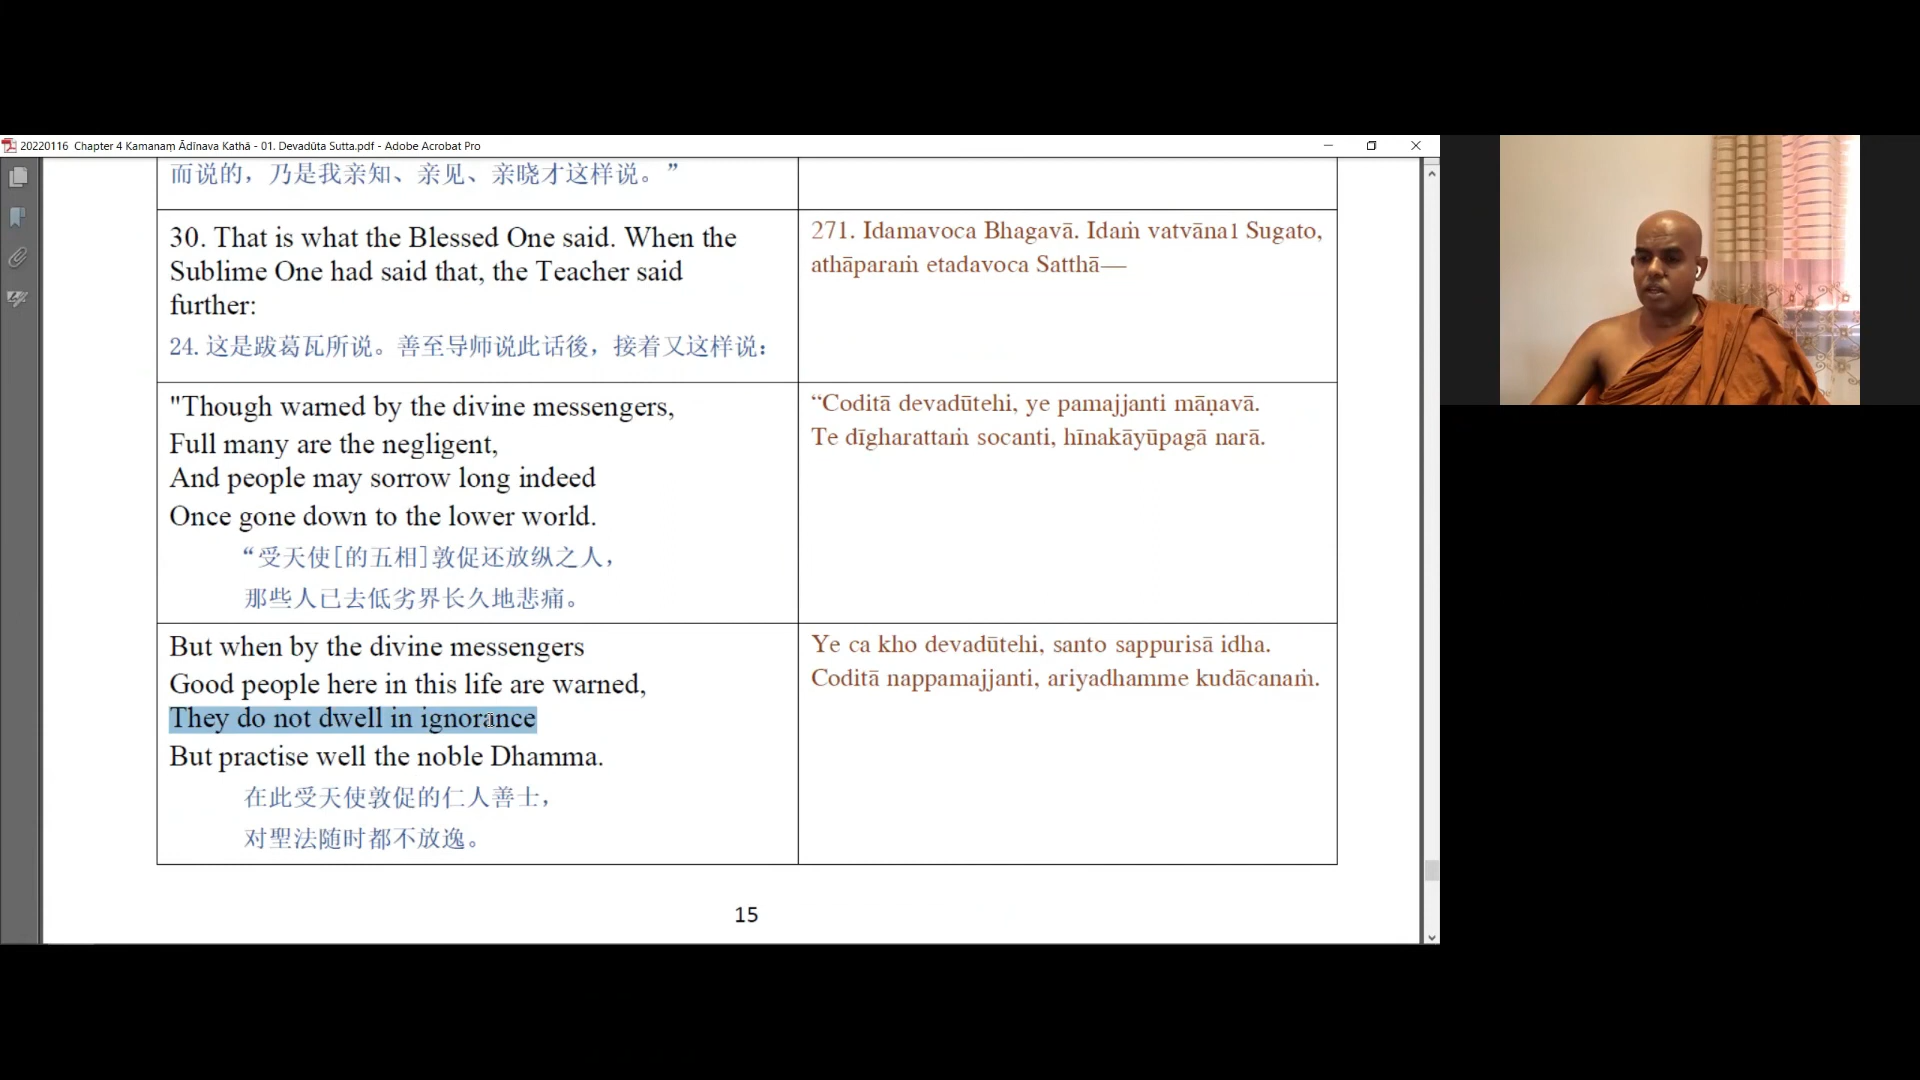 20220116  Chapter 4 Kamanaṃ Ādīnava Kathā - 01. Devadūta Sutta.pdf - Adobe Acrobat Pro
而说的，乃是我亲知、亲见、亲晓才这样说。”
30. That is what the Blessed One said. When the
Sublime One had said that, the Teacher said
further:
24. 这是跋葛瓦所说。善至导师说此话後，接着又这样说：
271. Idamavoca Bhagavā. Idaṁ vatvāna1 Sugato,
athāparaṁ etadavoca Satthā—
"Though warned by the divine messengers,
Full many are the negligent,
And people may sorrow long indeed
Once gone down to the lower world.
“受天使[的五相]敦促还放纵之人，
那些人已去低劣界长久地悲痛。
“Coditā devadūtehi, ye pamajjanti māṇavā.
Te dīgharattaṁ socanti, hīnakāyūpagā narā.
But when by the divine messengers
Good people here in this life are warned,
They do not dwell in ignorance
But practise well the noble Dhamma.
在此受天使敦促的仁人善士，
对聖法随时都不放逸。
Ye ca kho devadūtehi, santo sappurisā idha.
Coditā nappamajjanti, ariyadhamme kudācanaṁ.
15